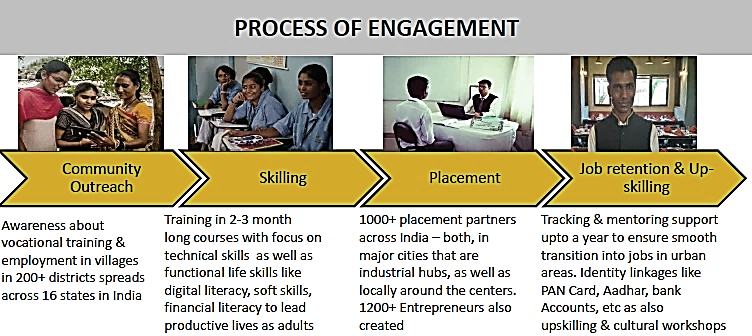 PROCESS OF ENGAGEMENT
Community
Outreach
Skilling
Placement
Job retention & Up-
skilling
Awareness about
vocational training &
employment in villages
in 200+ districts spreads
across 16 states in India
Training in 2-3 month
long courses with focus on
technical skills as well as
functional life skills like
digital literacy, soft skills,
financial literacy to lead
productive lives as adults
1000+ placement partners
across India – both, in
major cities that are
industrial hubs, as well as
locally around the centers.
1200+ Entrepreneurs also
created
Tracking & mentoring support
upto a year to ensure smooth
transition into jobs in urban
areas. Identity linkages like
PAN Card, Aadhar, bank
Accounts, etc as also
upskilling & cultural workshops